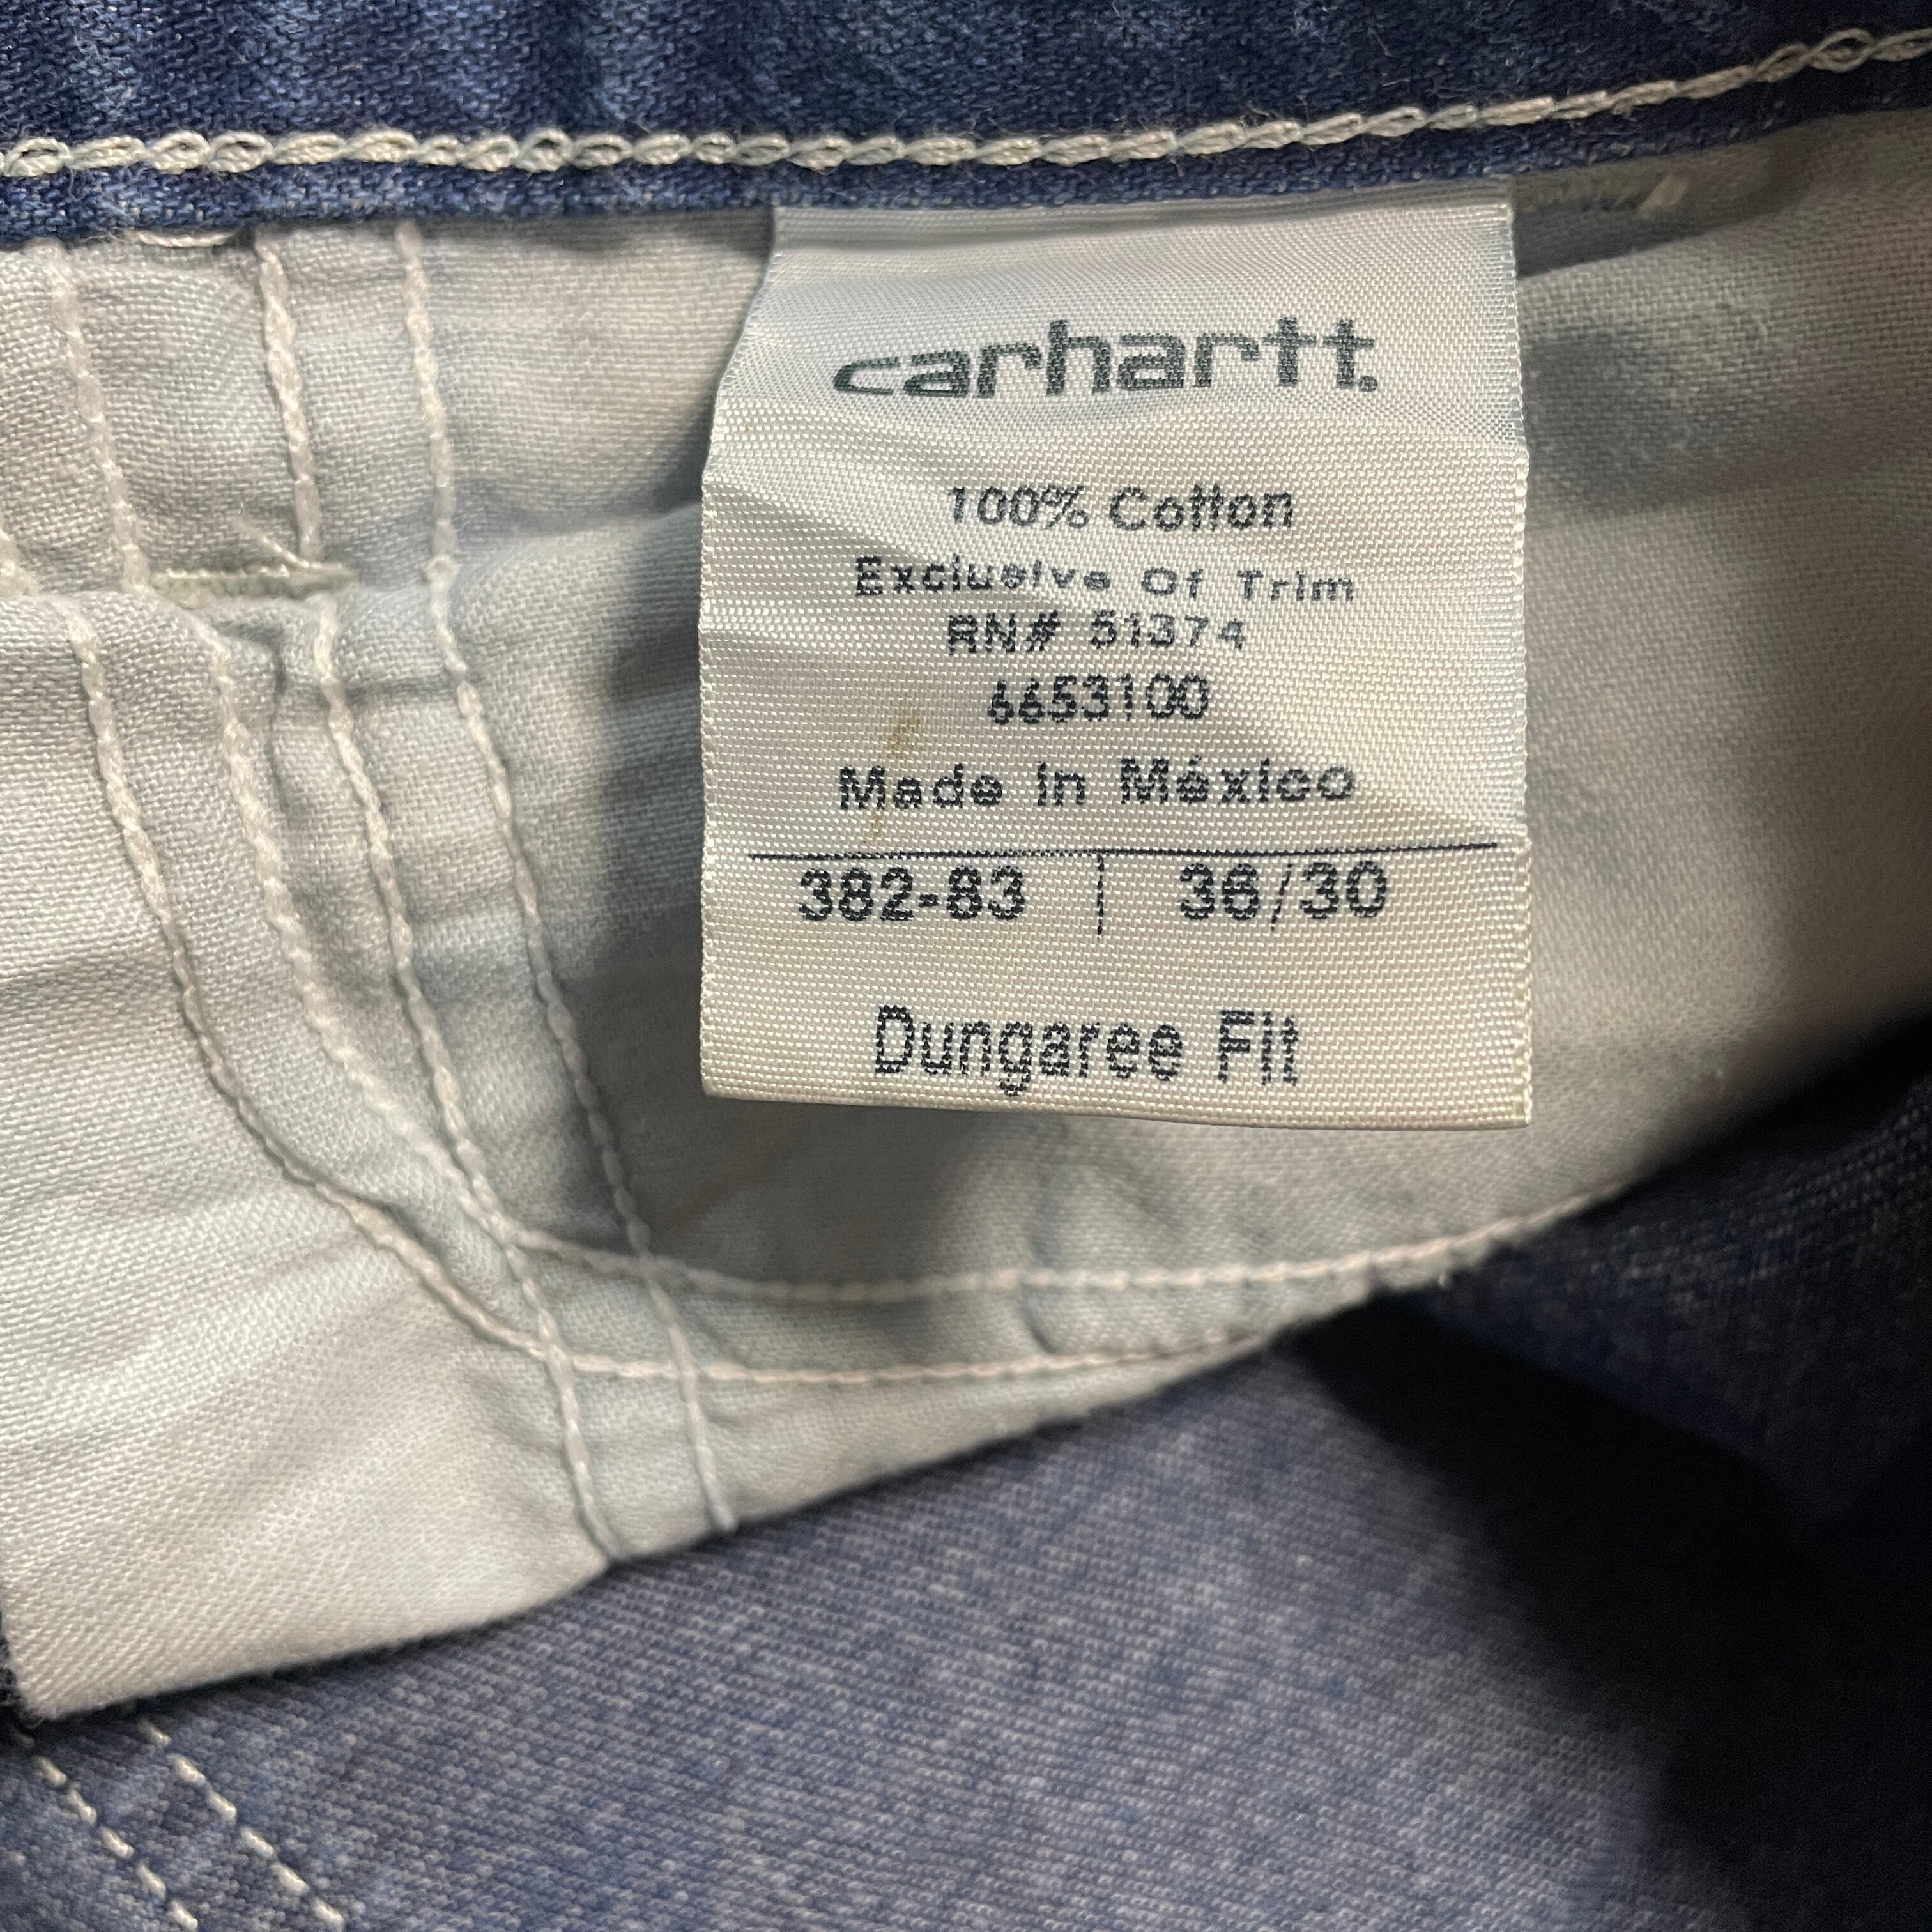 carhartt.
100% Cotton
Exclusive Of Trim
RN# 51374
6653100
Made in México
382-83 | 36/30
Dungaree Fit